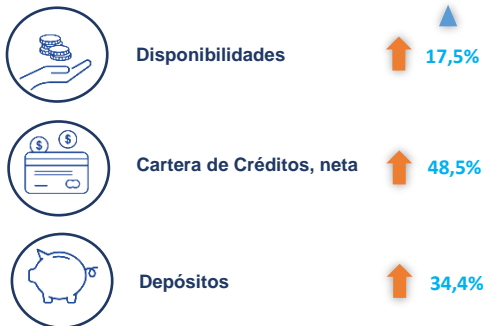 Disponibilidades 17,5%
$ $
Cartera de Créditos, neta 48,5%
Depósitos 34,4%